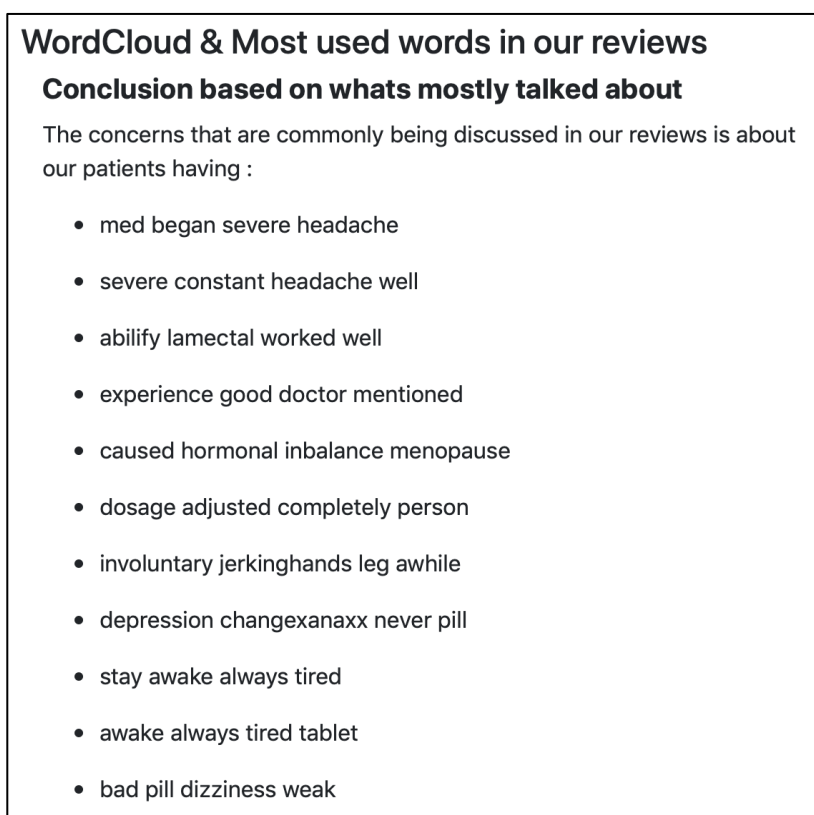 WordCloud & Most used words in our reviews
Conclusion based on whats mostly talked about
The concerns that are commonly being discussed in our reviews is about
our patients having :
• med began severe headache
• severe constant headache well
• abilify lamectal worked well
• experience good doctor mentioned
• caused hormonal inbalance menopause
• dosage adjusted completely person
• involuntary jerkinghands leg awhile
• depression changexanaxx never pill
• stay awake always tired
• awake always tired tablet
• bad pill dizziness weak